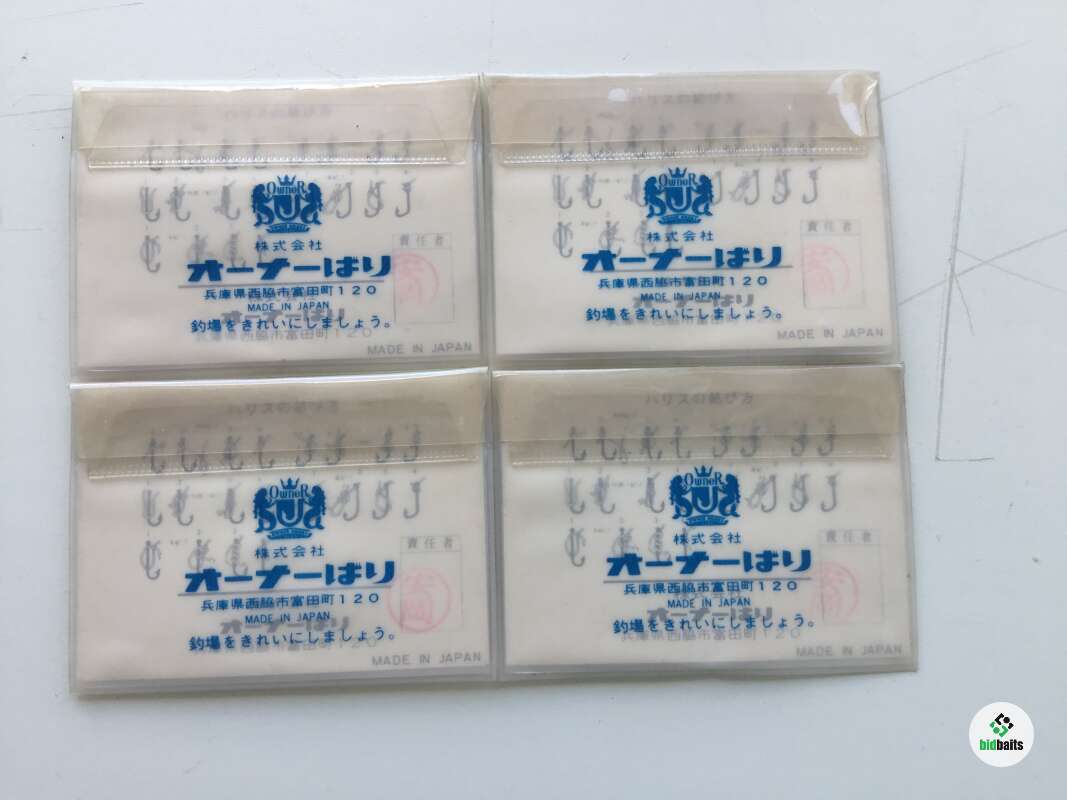 ハリスの結び方
OWNER
株式会社
オーナーばり
兵庫県西脇市富田町120
MADE IN JAPAN
釣場をきれいにしましょう。
責任者
MADE IN JAPAN
ハリスの結び方
OWNER
株式会社
オーナーばり
兵庫県西脇市富田町120
MADE IN JAPAN
釣場をきれいにしましょう。
責任者
MADE IN JAPAN
ハリスの結び方
OWNER
株式会社
オーナーばり
兵庫県西脇市富田町120
MADE IN JAPAN
釣場をきれいにしましょう。
責任者
MADE IN JAPAN
ハリスの結び方
OWNER
株式会社
オーナーばり
兵庫県西脇市富田町120
MADE IN JAPAN
釣場をきれいにしましょう。
責任者
MADE IN JAPAN
bidbaits